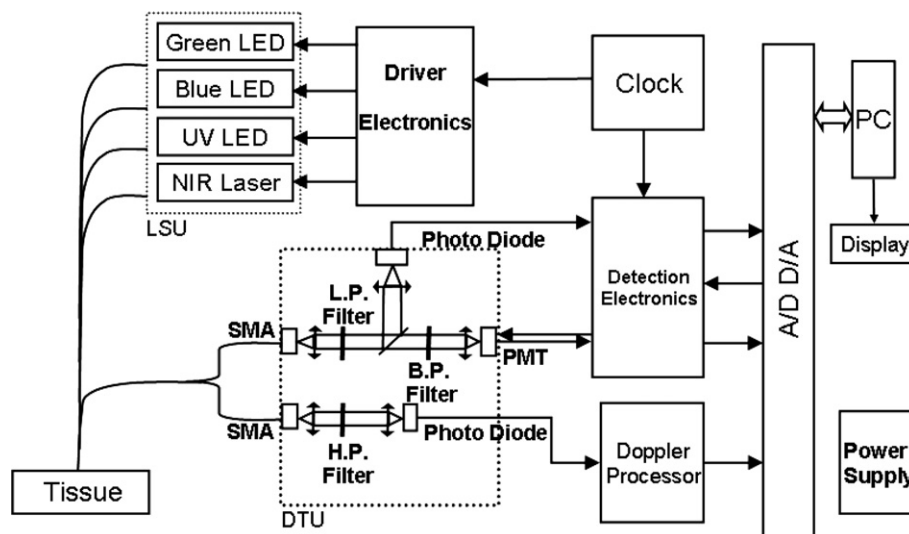 Green LED
Blue LED
UV LED
NIR Laser
LSU
Driver
Electronics
Clock
PC
Display
A/D D/A
Photo Diode
Detection
Electronics
L.P.
Filter
SMA
PMT
B.P.
Filter
SMA
H.P.
Filter
Photo Diode
DTU
Doppler
Processor
Power
Supply
Tissue